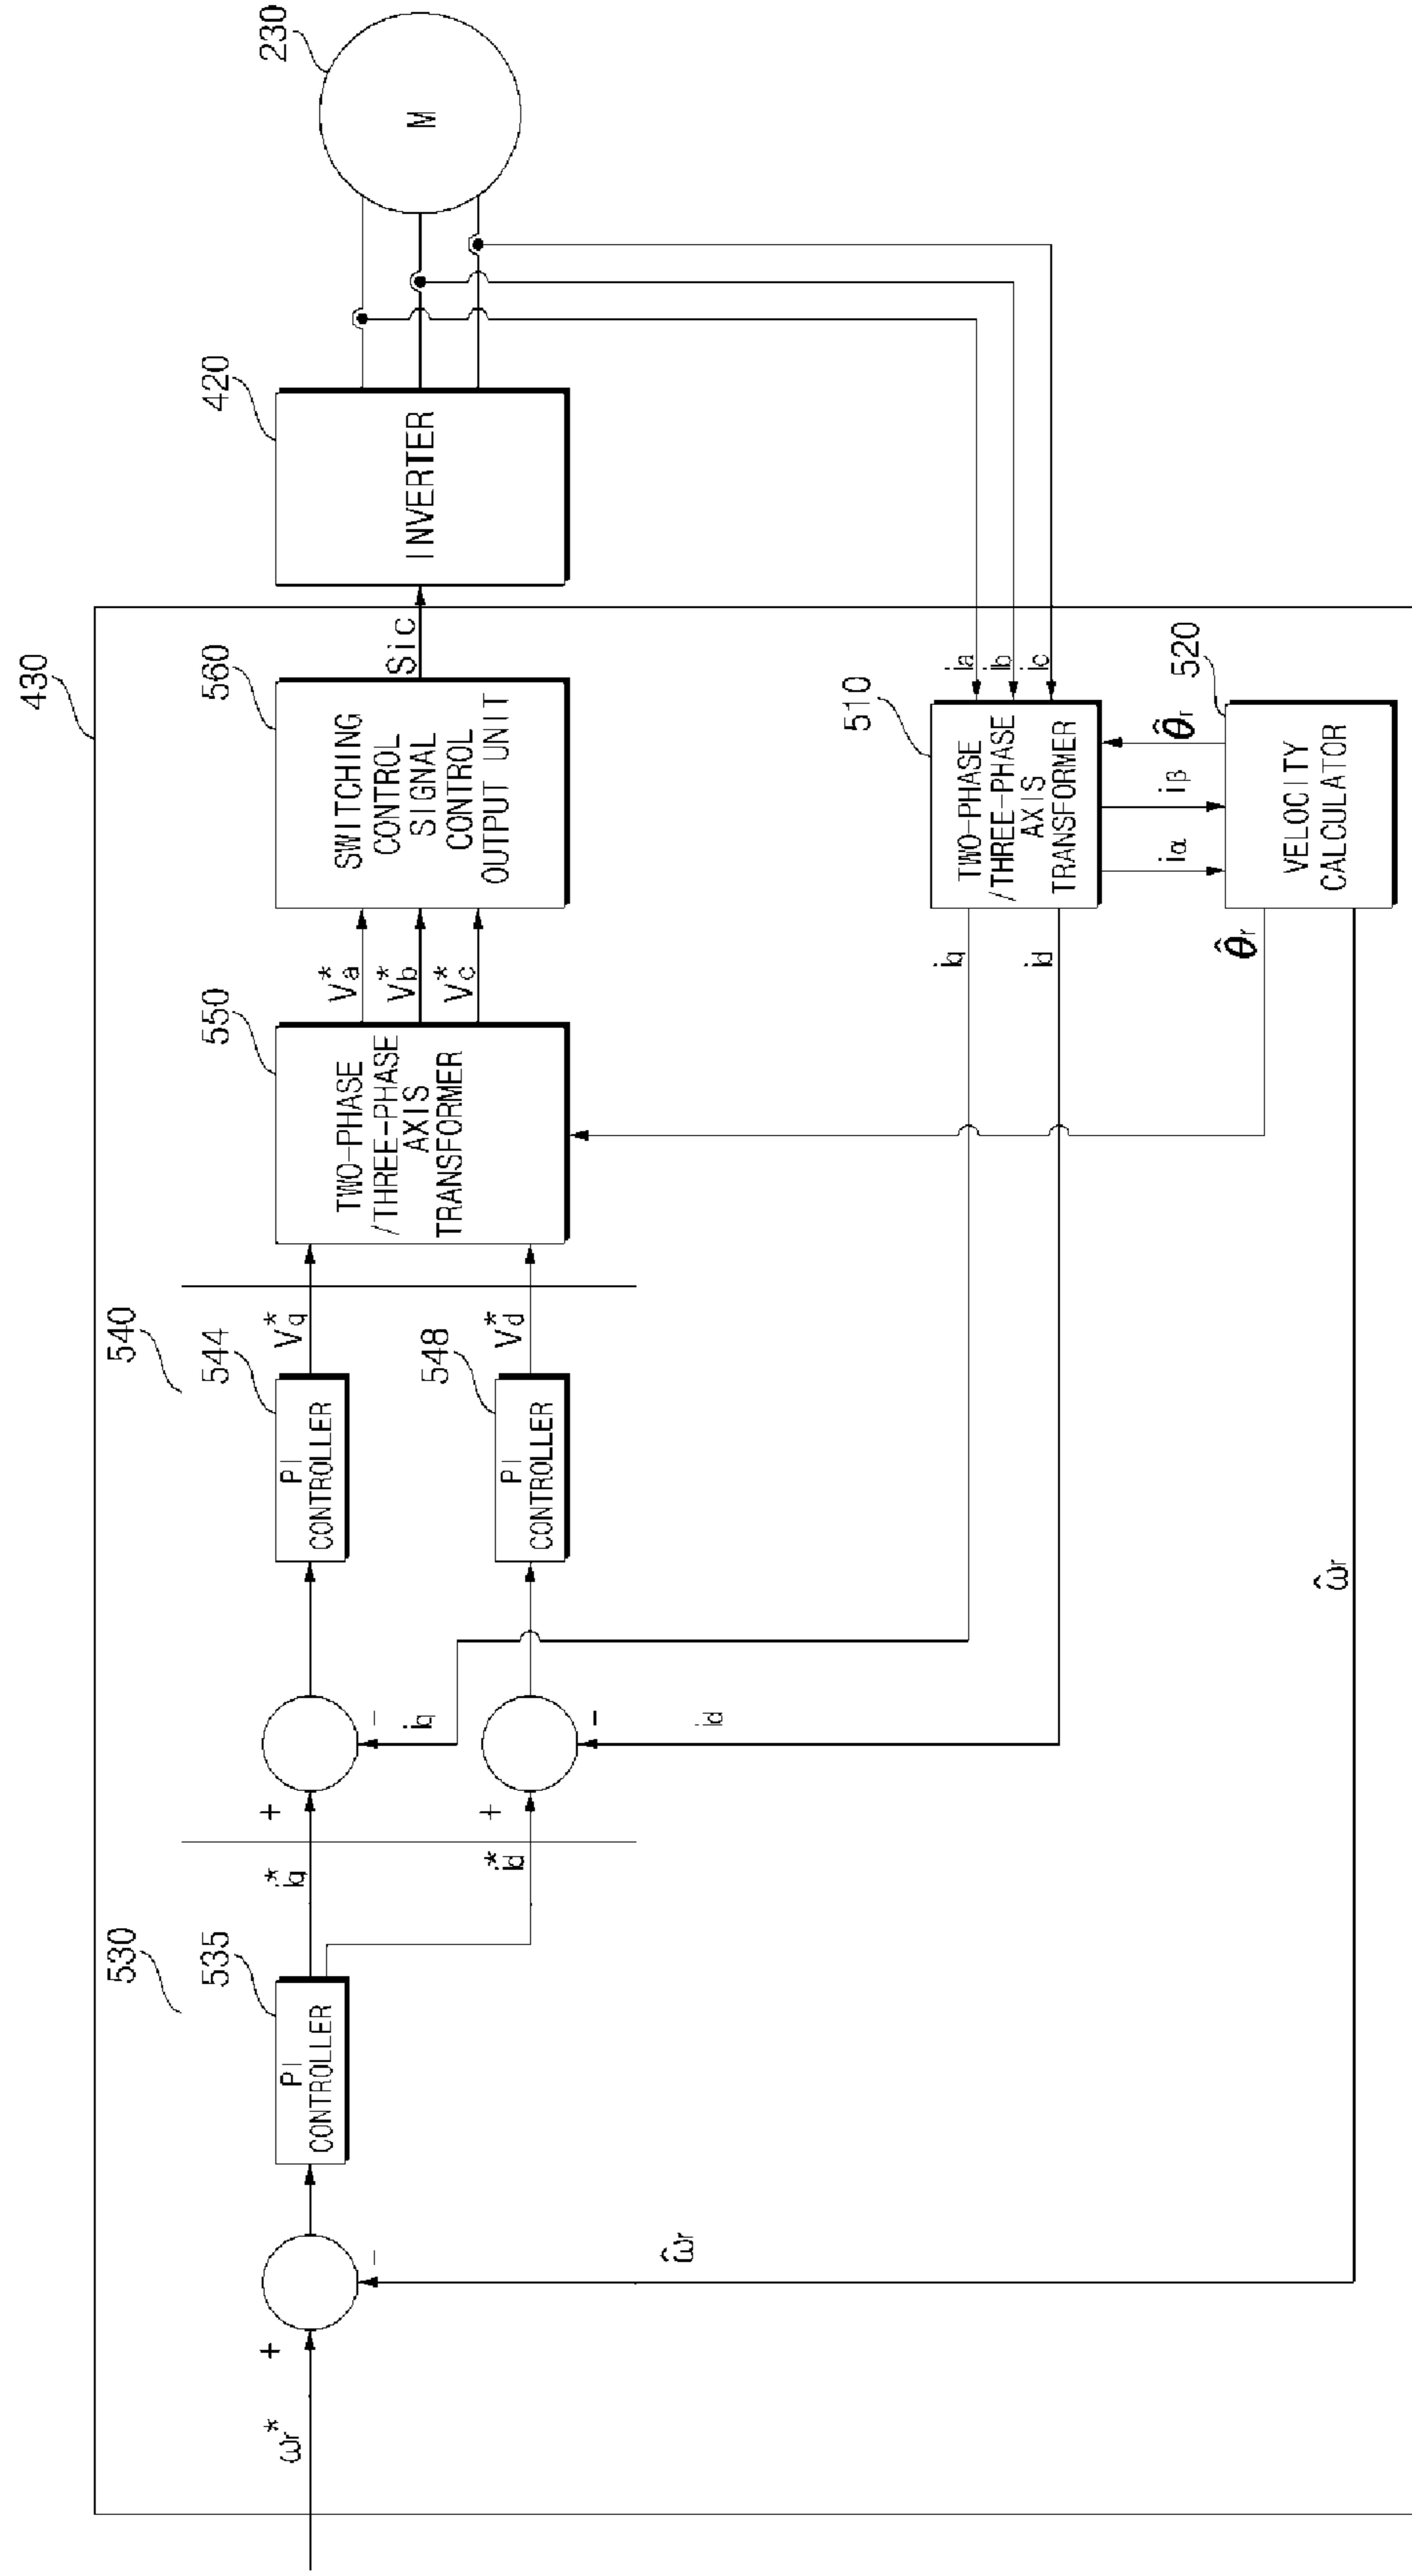 430
530
535
PI
CONTROLLER
540
544
PI
CONTROLLER
548
PI
CONTROLLER
550
TWO-PHASE
/THREE-PHASE
AXIS
TRANSFORMER
560
SWITCHING
CONTROL
SIGNAL
CONTROL
OUTPUT UNIT
420
INVERTER
230
M
ωr*
+
-
ω̂r
iq*
id*
+
-
iq
+
-
id
Vq*
Vd*
Va*
Vb*
Vc*
Sic
iq
id
510
TWO-PHASE
/THREE-PHASE
AXIS
TRANSFORMER
ia
ib
ic
θ̂r
iα
iβ
θ̂r
520
VELOCITY
CALCULATOR
ω̂r